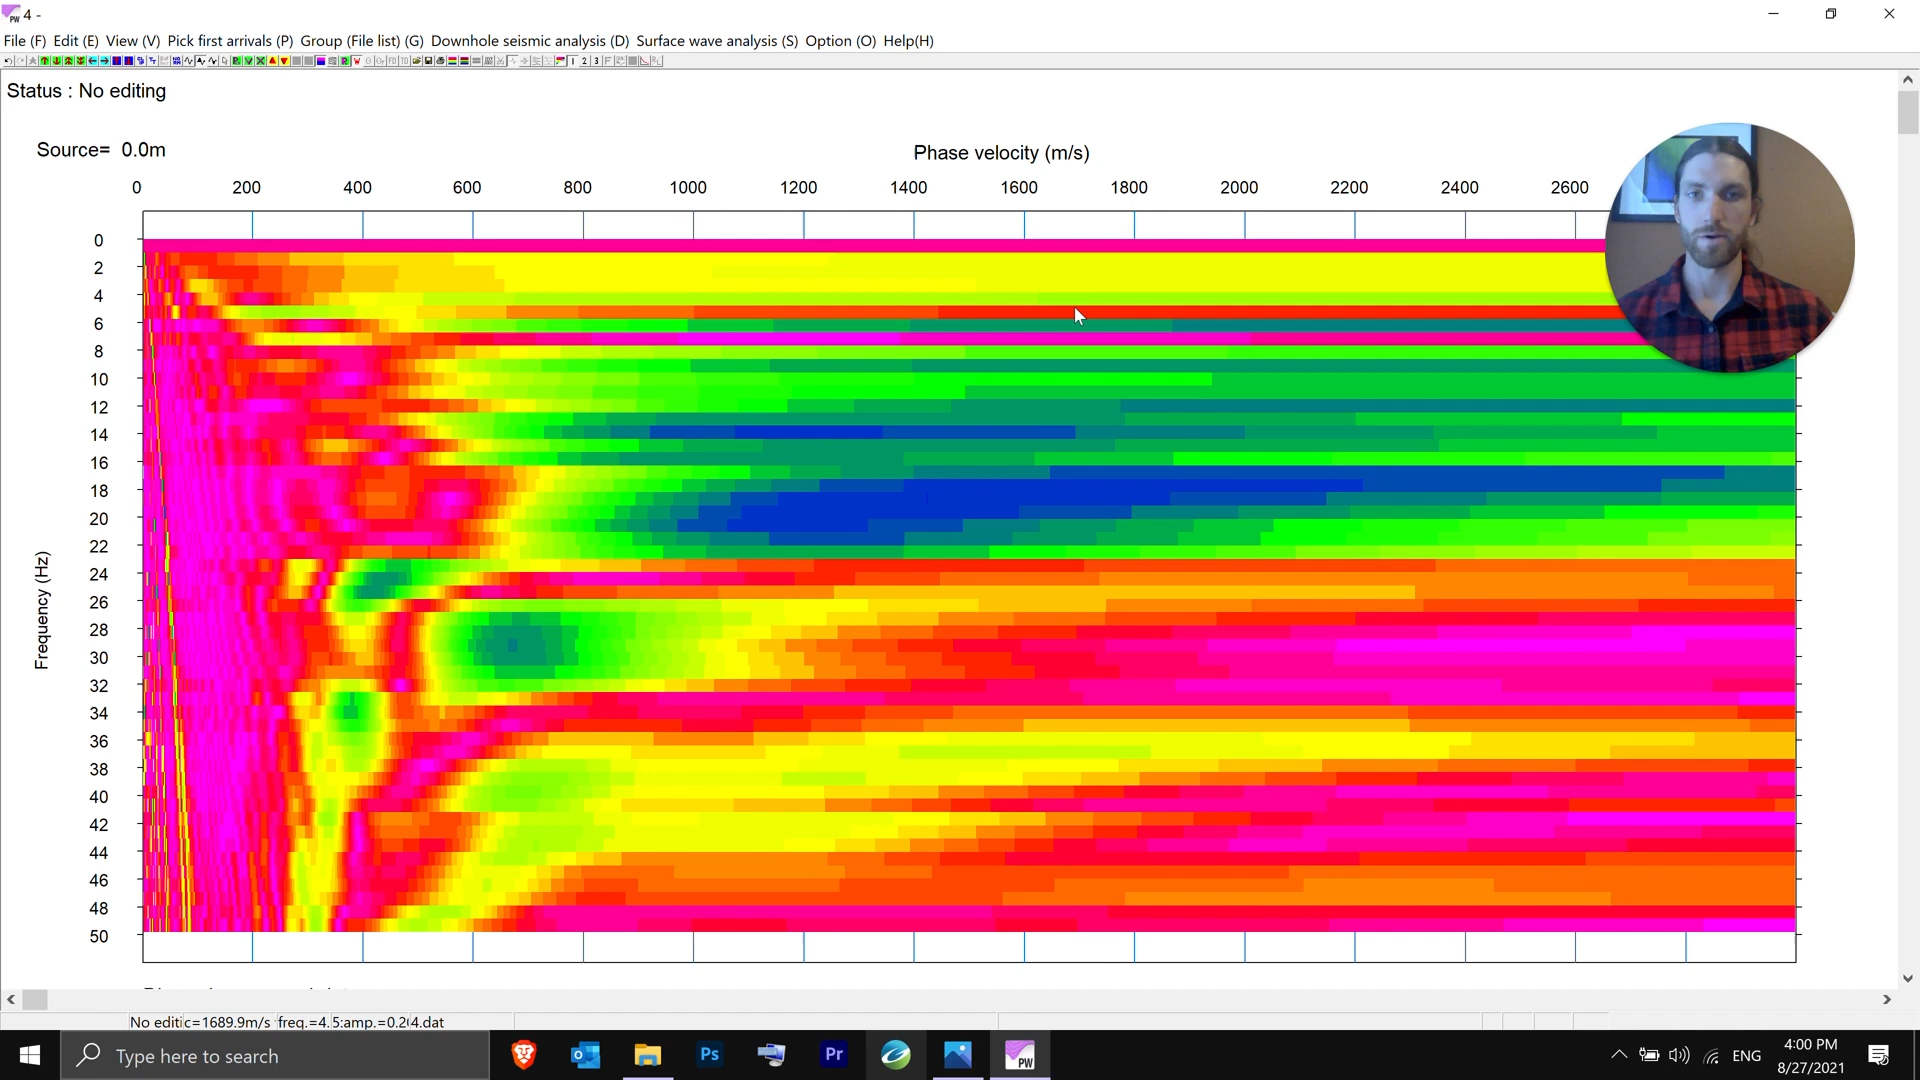 4 -
File (F) Edit (E) View (V) Pick first arrivals (P) Group (File list) (G) Downhole seismic analysis (D) Surface wave analysis (S) Option (O) Help(H)
Status : No editing
Source= 0.0m
Phase velocity (m/s)
0 200 400 600 800 1000 1200 1400 1600 1800 2000 2200 2400 2600
0
2
4
6
8
10
12
14
16
18
20
22
24
26
28
30
32
34
36
38
40
42
44
46
48
50
Frequency (Hz)
No editic=1689.9m/s freq.=4.5:amp.=0.2(4.dat
Type here to search
Ps
Pr
PW
ENG
4:00 PM
8/27/2021